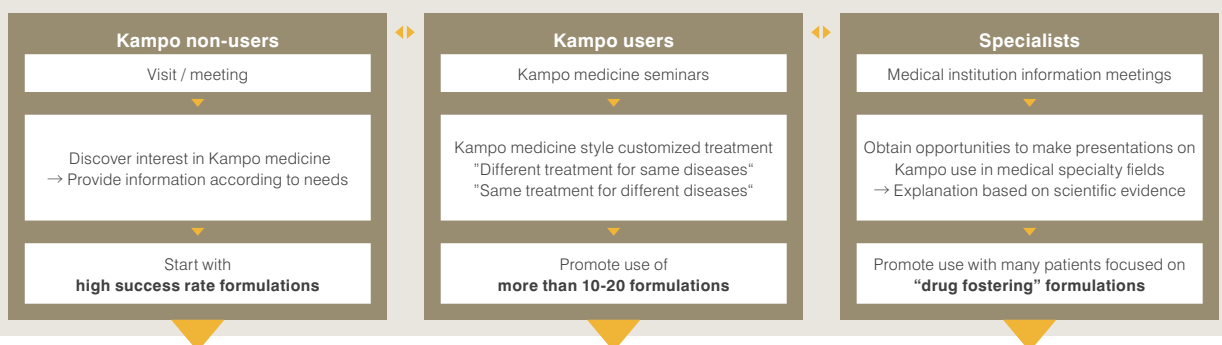 Kampo non-users
Visit / meeting
Discover interest in Kampo medicine
→ Provide information according to needs
Start with
high success rate formulations
Kampo users
Kampo medicine seminars
Kampo medicine style customized treatment
”Different treatment for same diseases“
”Same treatment for different diseases“
Promote use of
more than 10-20 formulations
Specialists
Medical institution information meetings
Obtain opportunities to make presentations on
Kampo use in medical specialty fields
→ Explanation based on scientific evidence
Promote use with many patients focused on
“drug fostering” formulations